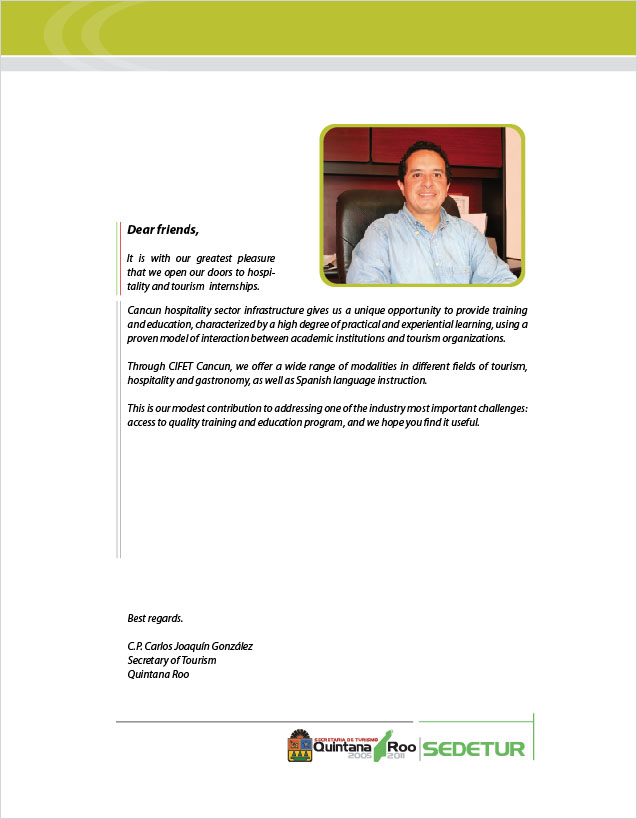 Dear friends,
It is with our greatest pleasure
that we open our doors to hospi-
tality and tourism internships.
Cancun hospitality sector infrastructure gives us a unique opportunity to provide training
and education, characterized by a high degree of practical and experiential learning, using a
proven model of interaction between academic institutions and tourism organizations.
Through CIFET Cancun, we offer a wide range of modalities in different fields of tourism,
hospitality and gastronomy, as well as Spanish language instruction.
This is our modest contribution to addressing one of the industry most important challenges:
access to quality training and education program, and we hope you find it useful.
Best regards.
C.P. Carlos Joaquín González
Secretary of Tourism
Quintana Roo
SECRETARIA DE TURISMO
Quintana Roo
2005 2011
SEDETUR